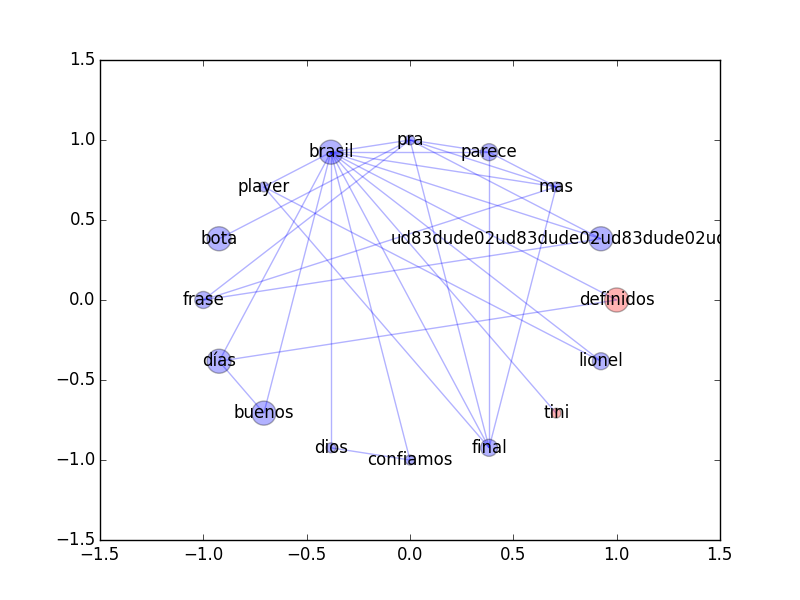 1.5
pra
brasil
parece
1.0
player
mas
0.5
bota
ud83dude02ud83dude02ud83dude02ud
0.0
frase
definidos
días
lionel
−0.5
buenos
tini
dios
final
confiamos
−1.0
−1.5
−1.5 −1.0 −0.5 0.0 0.5 1.0 1.5